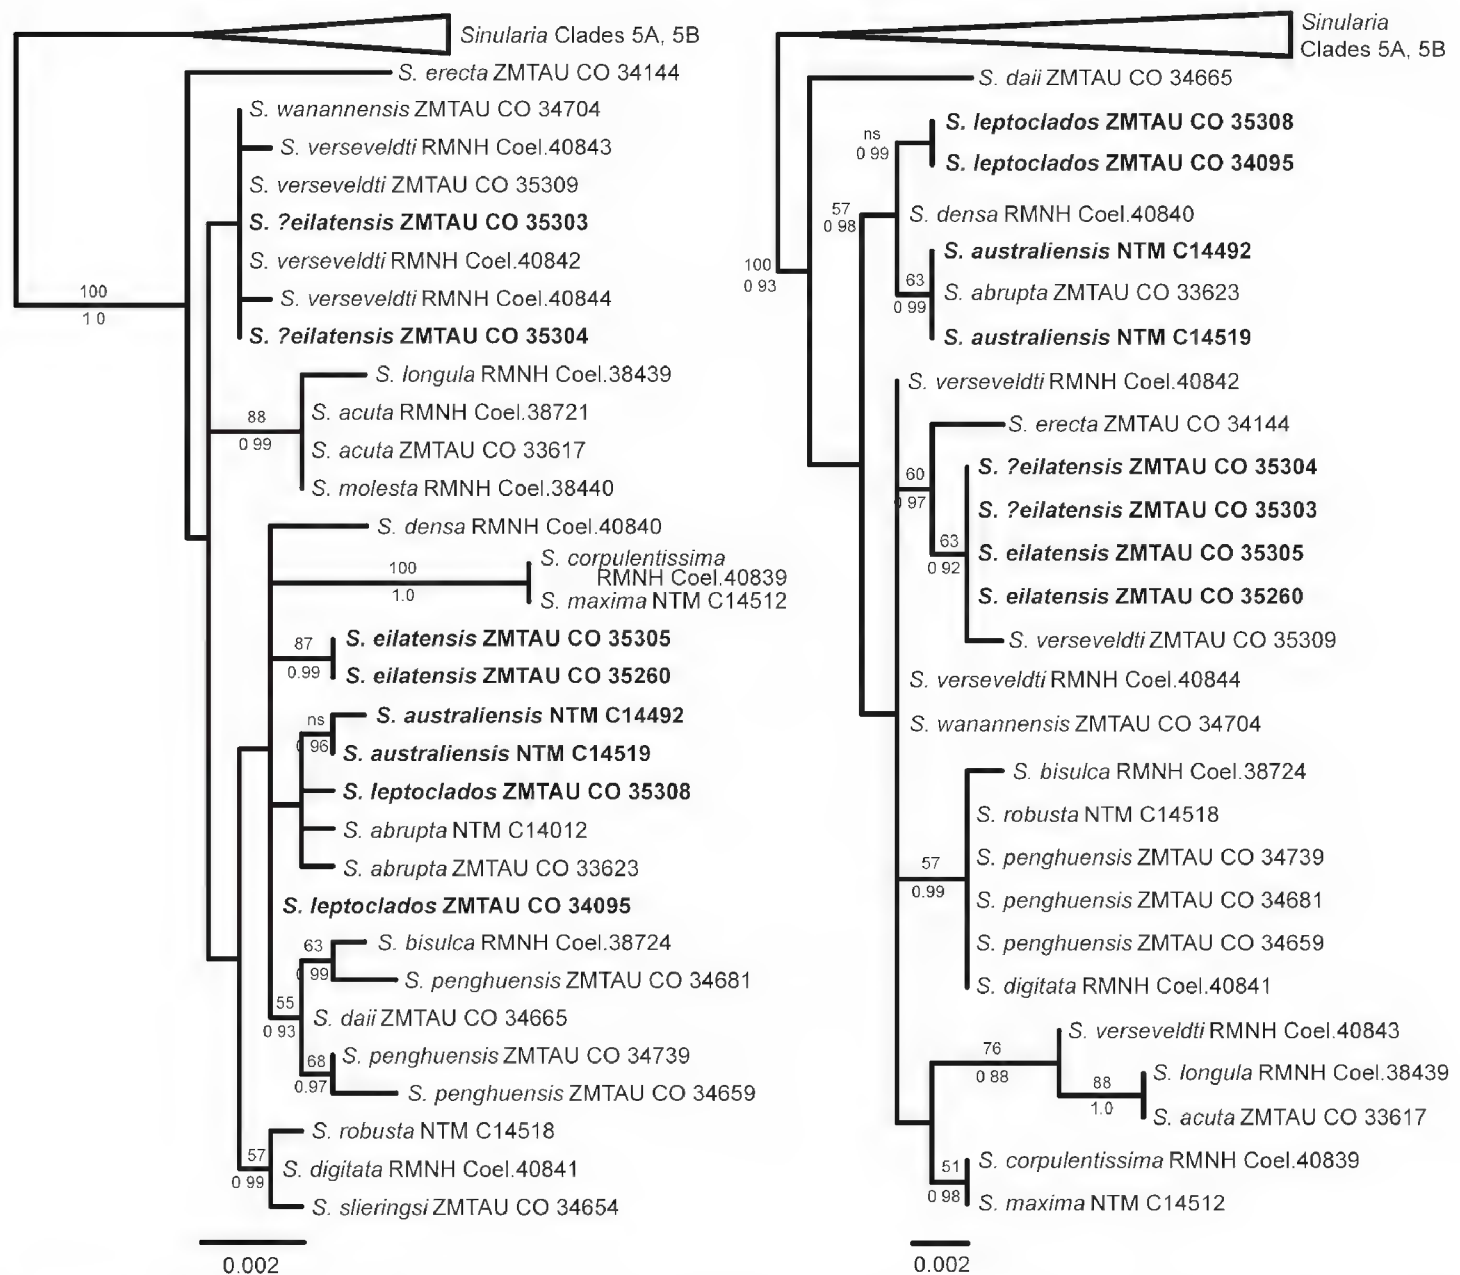 Sinularia Clades 5A, 5B
S. erecta ZMTAU CO 34144
S. wanannensis ZMTAU CO 34704
S. verseveldti RMNH Coel.40843
S. verseveldti ZMTAU CO 35309
S. ?eilatensis ZMTAU CO 35303
S. verseveldti RMNH Coel.40842
S. verseveldti RMNH Coel.40844
S. ?eilatensis ZMTAU CO 35304
100
1 0
S. longula RMNH Coel.38439
S. acuta RMNH Coel.38721
88
0 99
S. acuta ZMTAU CO 33617
S. molesta RMNH Coel.38440
S. densa RMNH Coel.40840
S. corpulentissima
RMNH Coel.40839
100
1.0
S. maxima NTM C14512
S. eilatensis ZMTAU CO 35305
87
0.99
S. eilatensis ZMTAU CO 35260
S. australiensis NTM C14492
ns
0 96
S. australiensis NTM C14519
S. leptoclados ZMTAU CO 35308
S. abrupta NTM C14012
S. abrupta ZMTAU CO 33623
S. leptoclados ZMTAU CO 34095
S. bisulca RMNH Coel.38724
63
0 99
S. penghuensis ZMTAU CO 34681
55
0 93
S. daii ZMTAU CO 34665
S. penghuensis ZMTAU CO 34739
68
0.97
S. penghuensis ZMTAU CO 34659
S. robusta NTM C14518
57
0 99
S. digitata RMNH Coel.40841
S. slieringsi ZMTAU CO 34654
0.002
Sinularia
Clades 5A, 5B
S. daii ZMTAU CO 34665
S. leptoclados ZMTAU CO 35308
ns
0 99
S. leptoclados ZMTAU CO 34095
57
0 98
S. densa RMNH Coel.40840
S. australiensis NTM C14492
100
0 93
63
0 99
S. abrupta ZMTAU CO 33623
S. australiensis NTM C14519
S. verseveldti RMNH Coel.40842
S. erecta ZMTAU CO 34144
S. ?eilatensis ZMTAU CO 35304
60
0 97
S. ?eilatensis ZMTAU CO 35303
S. eilatensis ZMTAU CO 35305
63
0 92
S. eilatensis ZMTAU CO 35260
S. verseveldti ZMTAU CO 35309
S. verseveldti RMNH Coel.40844
S. wanannensis ZMTAU CO 34704
S. bisulca RMNH Coel.38724
S. robusta NTM C14518
S. penghuensis ZMTAU CO 34739
57
0.99
S. penghuensis ZMTAU CO 34681
S. penghuensis ZMTAU CO 34659
S. digitata RMNH Coel.40841
S. verseveldti RMNH Coel.40843
76
0 88
S. longula RMNH Coel.38439
88
1.0
S. acuta ZMTAU CO 33617
S. corpulentissima RMNH Coel.40839
51
0 98
S. maxima NTM C14512
0.002